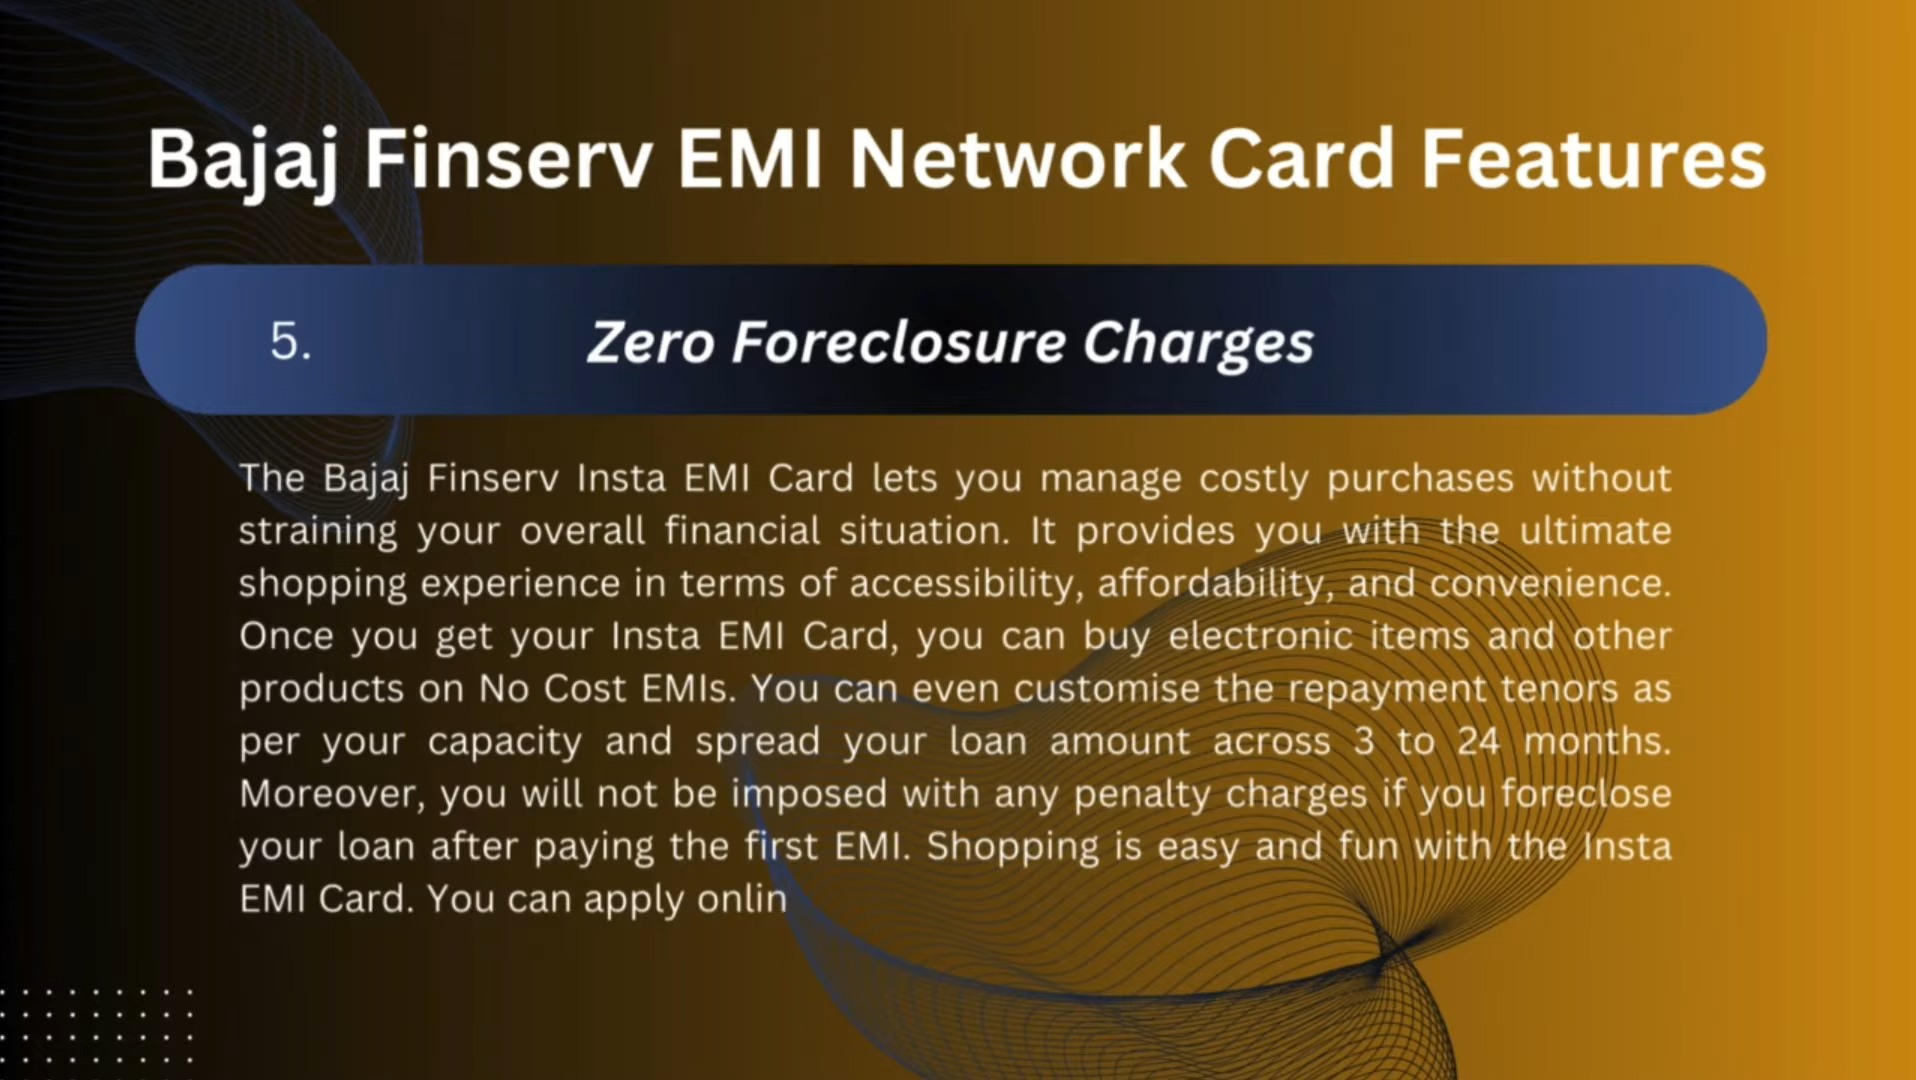 Bajaj Finserv EMI Network Card Features
5. Zero Foreclosure Charges
The Bajaj Finserv Insta EMI Card lets you manage costly purchases without
straining your overall financial situation. It provides you with the ultimate
shopping experience in terms of accessibility, affordability, and convenience.
Once you get your Insta EMI Card, you can buy electronic items and other
products on No Cost EMIs. You can even customise the repayment tenors as
per your capacity and spread your loan amount across 3 to 24 months.
Moreover, you will not be imposed with any penalty charges if you foreclose
your loan after paying the first EMI. Shopping is easy and fun with the Insta
EMI Card. You can apply onlin